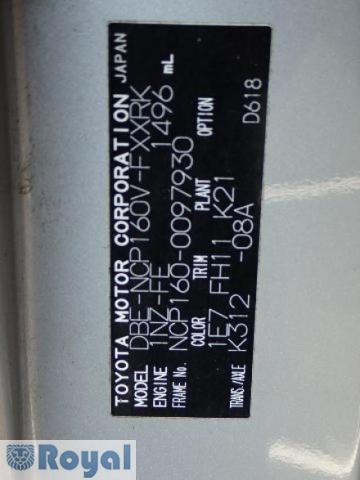 TOYOTA MOTOR CORPORATION JAPAN
MODEL DBE-NCP160V-FXXRK
ENGINE 1NZ-FE 1496 mL
FRAME No. NCP160-0097930
COLOR TRIM PLANT OPTION
1E7 FH11 K21
TRANS./AXLE K312 -08A
D618
Royal